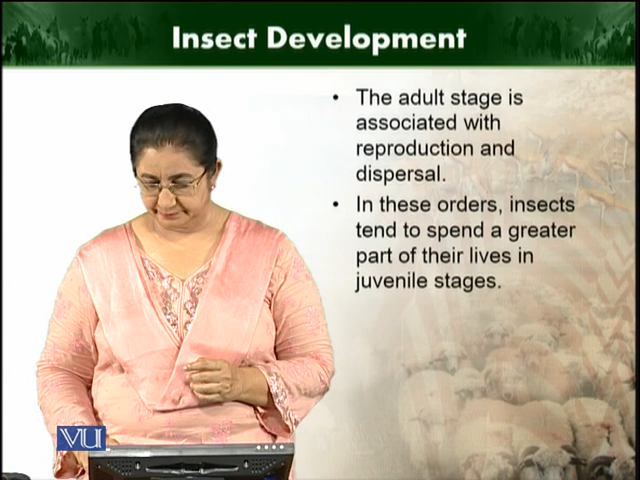 Insect Development
• The adult stage is
associated with
reproduction and
dispersal.
• In these orders, insects
tend to spend a greater
part of their lives in
juvenile stages.
VU